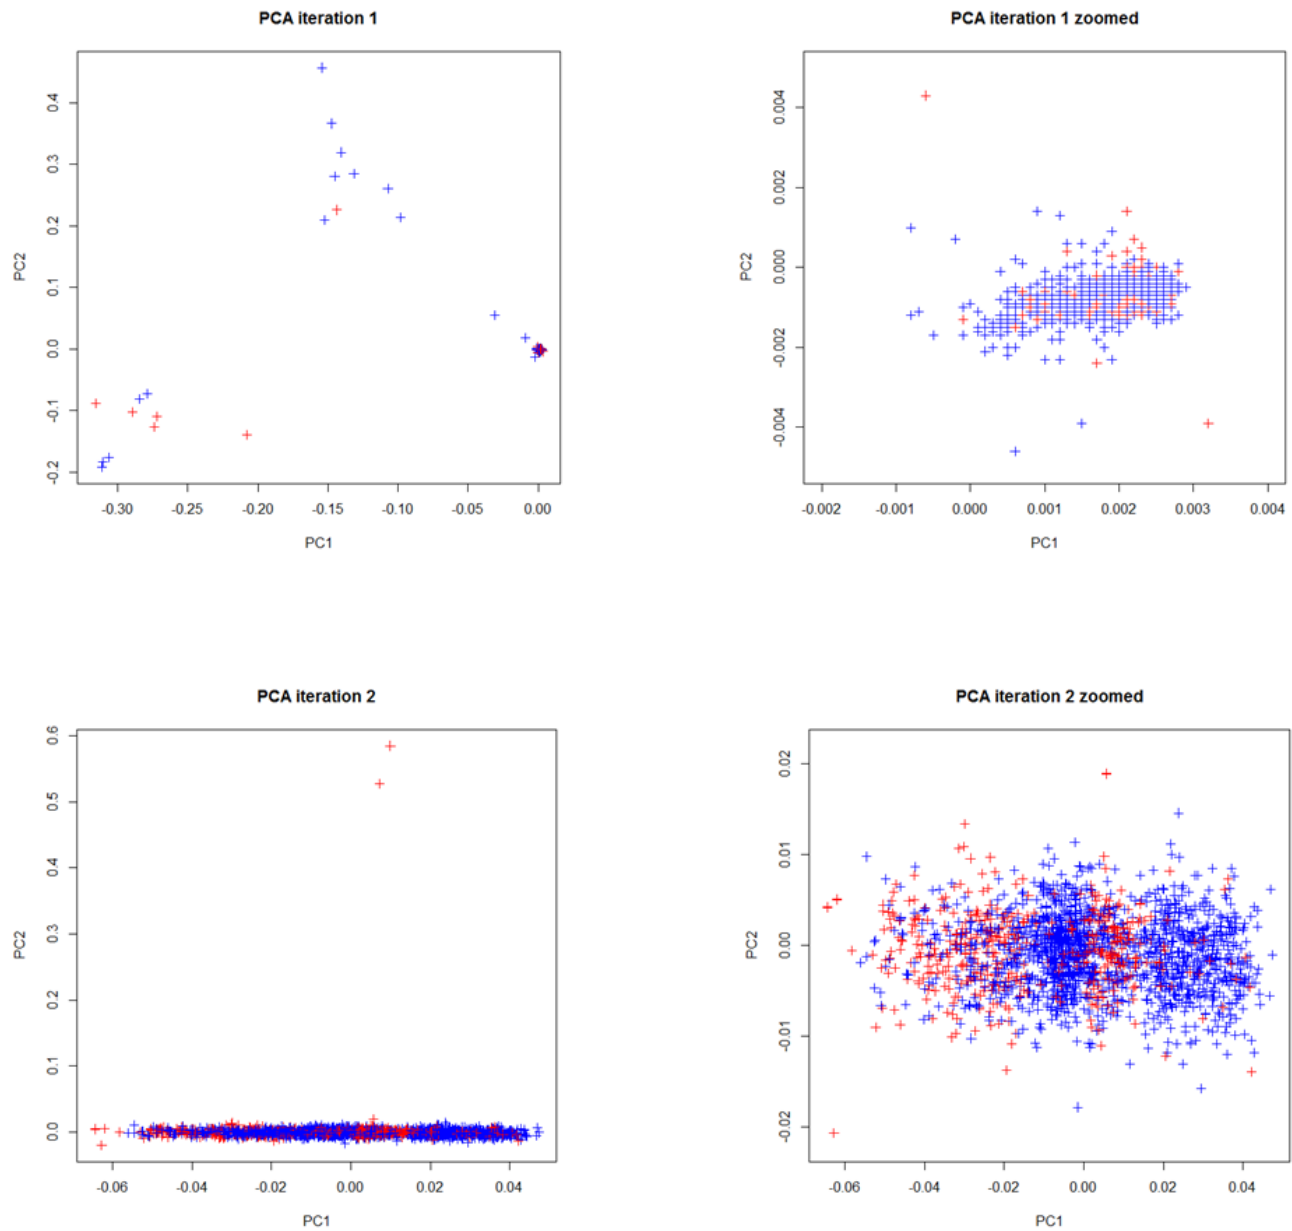 PCA iteration 1
0.4
0.3
0.2
0.1
0.0
-0.1
-0.2
PC2
-0.30 -0.25 -0.20 -0.15 -0.10 -0.05 0.00
PC1
PCA iteration 1 zoomed
0.004
0.002
0.000
-0.002
-0.004
PC2
-0.002 -0.001 0.000 0.001 0.002 0.003 0.004
PC1
PCA iteration 2
0.6
0.5
0.4
0.3
0.2
0.1
0.0
PC2
-0.06 -0.04 -0.02 0.00 0.02 0.04
PC1
PCA iteration 2 zoomed
0.02
0.01
0.00
-0.01
-0.02
PC2
-0.06 -0.04 -0.02 0.00 0.02 0.04
PC1